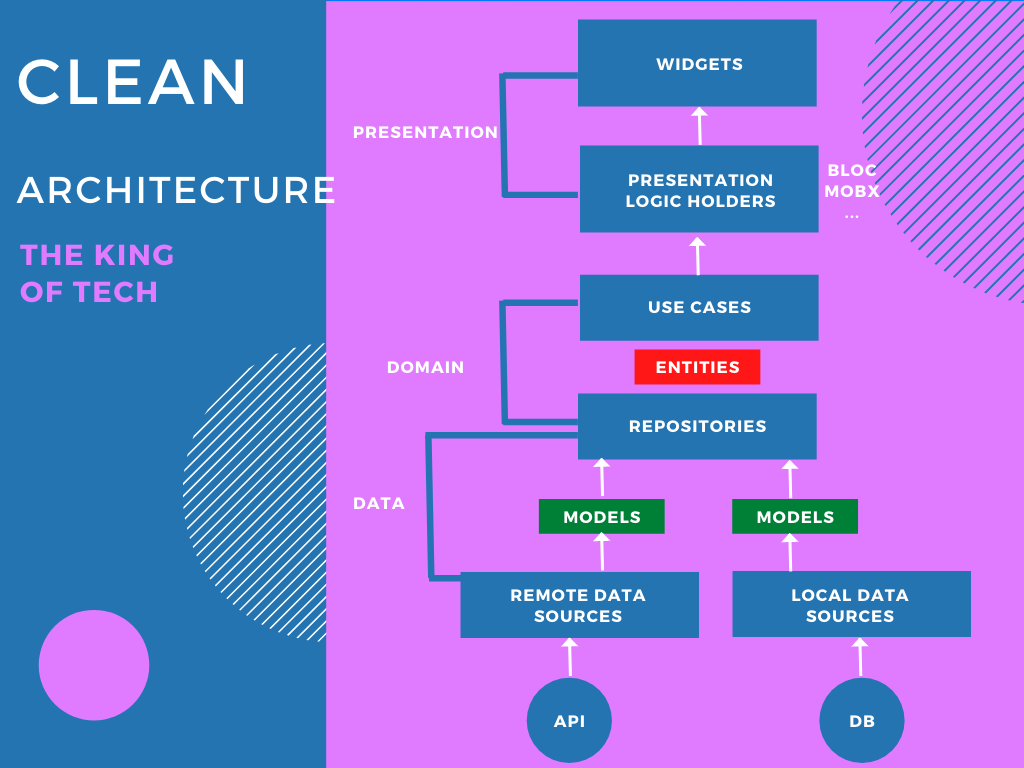 CLEAN
ARCHITECTURE
THE KING
OF TECH
WIDGETS
PRESENTATION
PRESENTATION
LOGIC HOLDERS
BLOC
MOBX
...
USE CASES
DOMAIN
ENTITIES
REPOSITORIES
DATA
MODELS
MODELS
REMOTE DATA
SOURCES
LOCAL DATA
SOURCES
API
DB